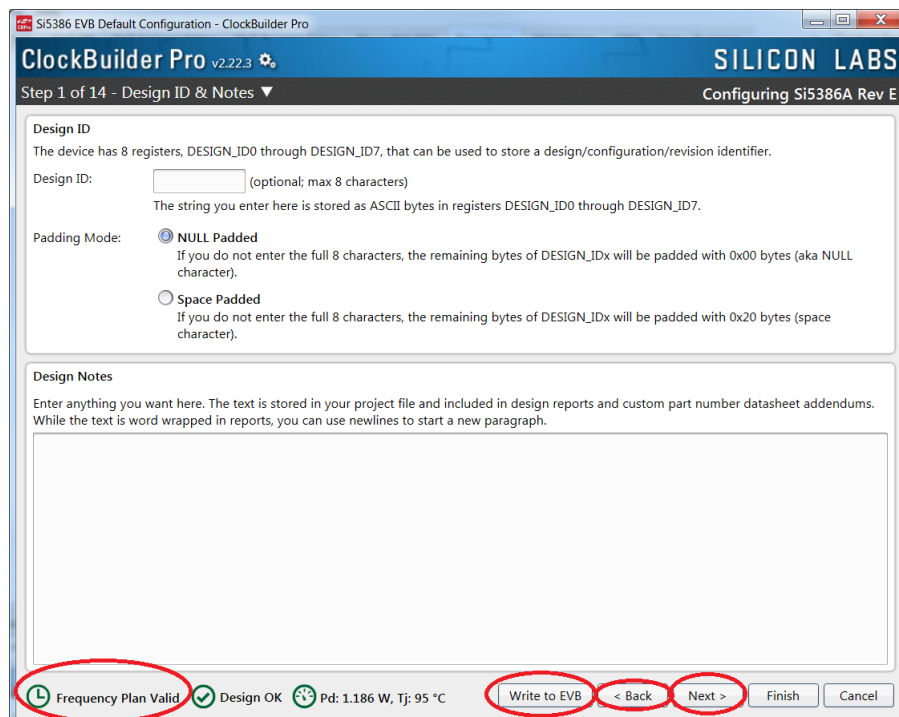 Si5386 EVB Default Configuration - ClockBuilder Pro
ClockBuilder Pro v2.22.3
SILICON LABS
Step 1 of 14 - Design ID & Notes ▼
Configuring Si5386A Rev E
Design ID
The device has 8 registers, DESIGN_ID0 through DESIGN_ID7, that can be used to store a design/configuration/revision identifier.
Design ID: (optional; max 8 characters)
The string you enter here is stored as ASCII bytes in registers DESIGN_ID0 through DESIGN_ID7.
Padding Mode: NULL Padded
If you do not enter the full 8 characters, the remaining bytes of DESIGN_IDx will be padded with 0x00 bytes (aka NULL
character).
Space Padded
If you do not enter the full 8 characters, the remaining bytes of DESIGN_IDx will be padded with 0x20 bytes (space
character).
Design Notes
Enter anything you want here. The text is stored in your project file and included in design reports and custom part number datasheet addendums.
While the text is word wrapped in reports, you can use newlines to start a new paragraph.
Frequency Plan Valid Design OK Pd: 1.186 W, Tj: 95 °C Write to EVB < Back Next > Finish Cancel